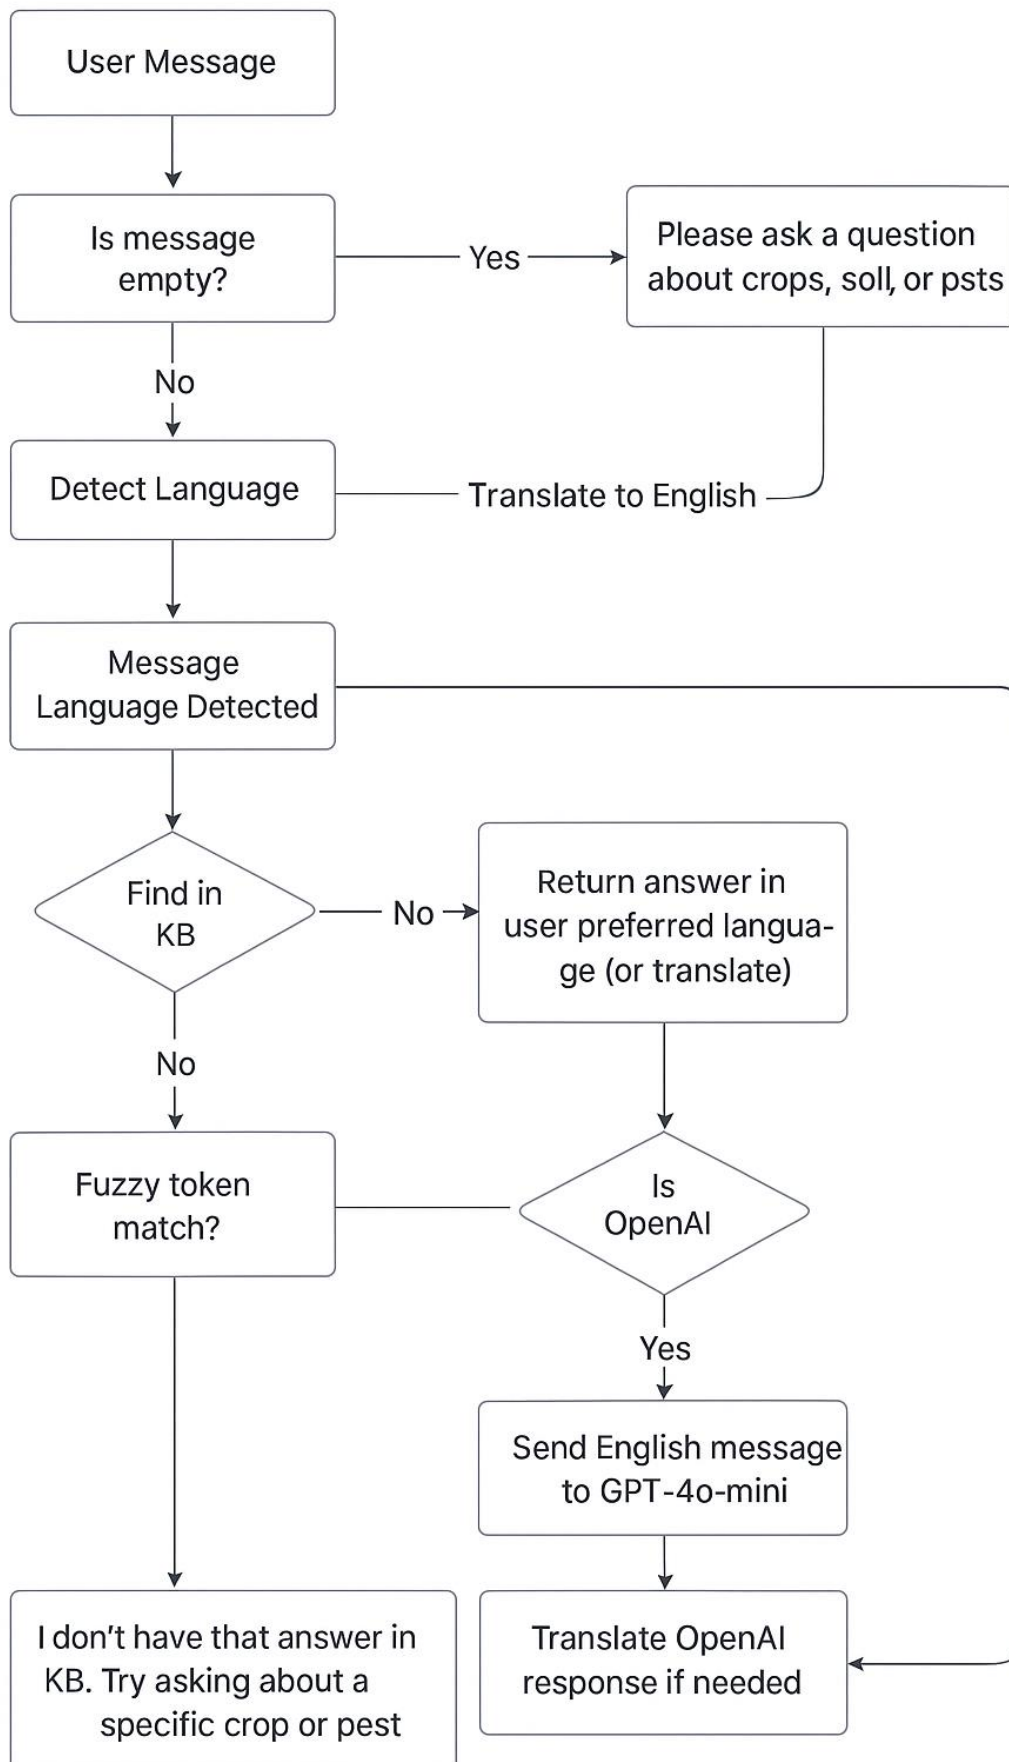 User Message
Is message
empty?
Yes
Please ask a question
about crops, soll, or psts
No
Detect Language
Translate to English
Message
Language Detected
Find in
KB
No
Return answer in
user preferred langua-
ge (or translate)
No
Fuzzy token
match?
Is
OpenAI
Yes
Send English message
to GPT-4o-mini
I don't have that answer in
KB. Try asking about a
specific crop or pest
Translate OpenAI
response if needed